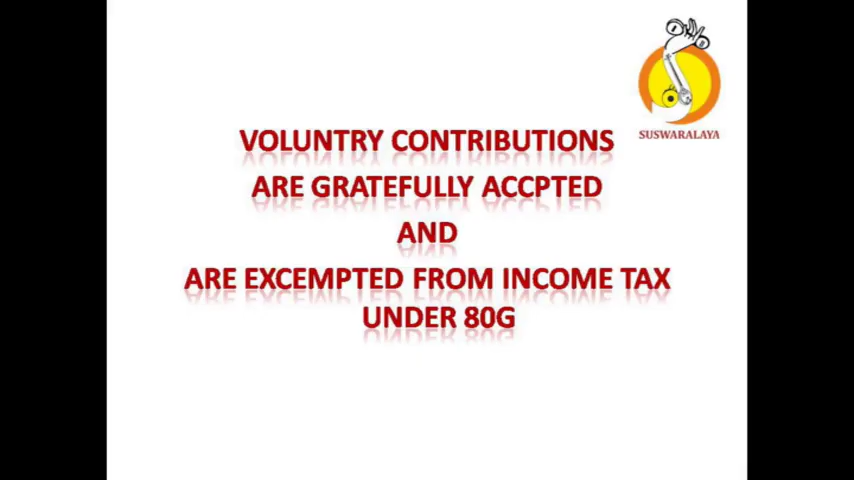 SUSWARALAYA
VOLUNTRY CONTRIBUTIONS
ARE GRATEFULLY ACCPTED
AND
ARE EXCEMPTED FROM INCOME TAX
UNDER 80G